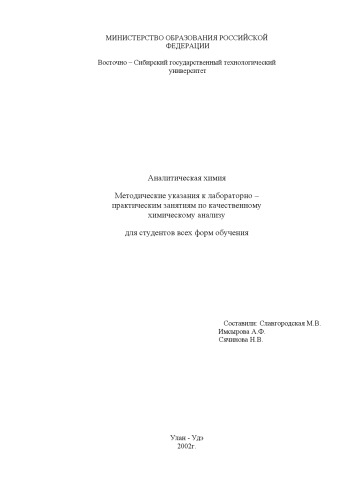 МИНИСТЕРСТВО ОБРАЗОВАНИЯ РОССИЙСКОЙ
ФЕДЕРАЦИИ
Восточно – Сибирский государственный технологический
университет
Аналитическая химия
Методические указания к лабораторно –
практическим занятиям по качественному
химическому анализу
для студентов всех форм обучения
Составили: Славгородская М.В.
Имсырова А.Ф.
Сячинова Н.В.
Улан - Удэ
2002г.